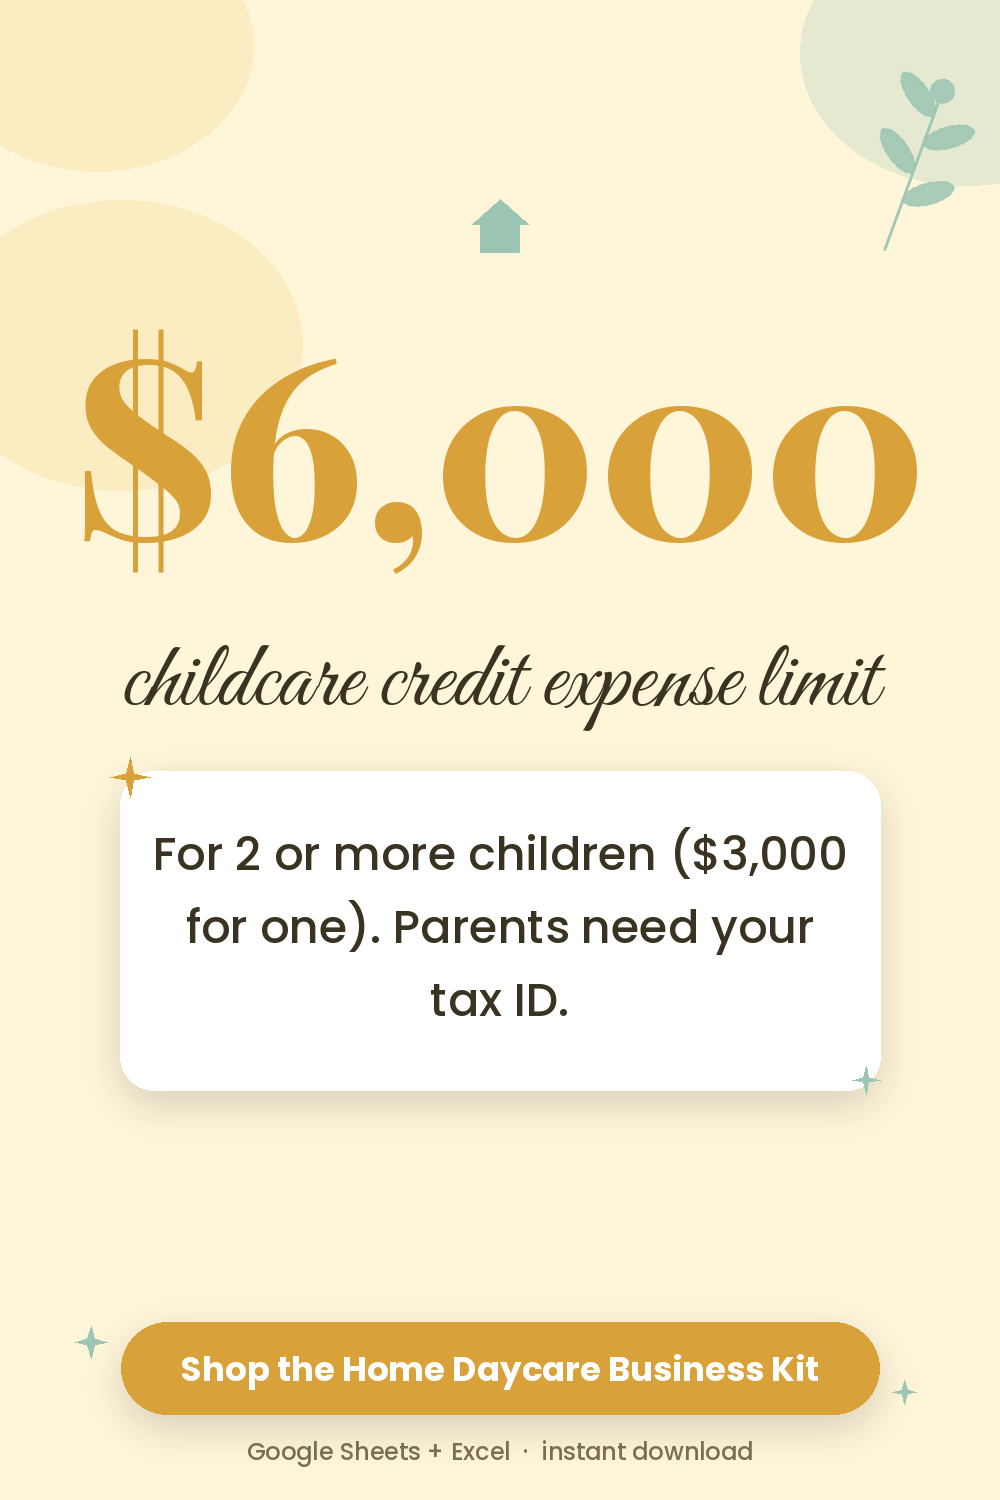 $6,000
childcare credit expense limit
For 2 or more children ($3,000
for one). Parents need your
tax ID.
Shop the Home Daycare Business Kit
Google Sheets + Excel · instant download